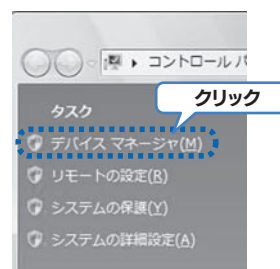 コントロール パ
クリック
タスク
デバイス マネージャ(M)
リモートの設定(R)
システムの保護(Y)
システムの詳細設定(A)